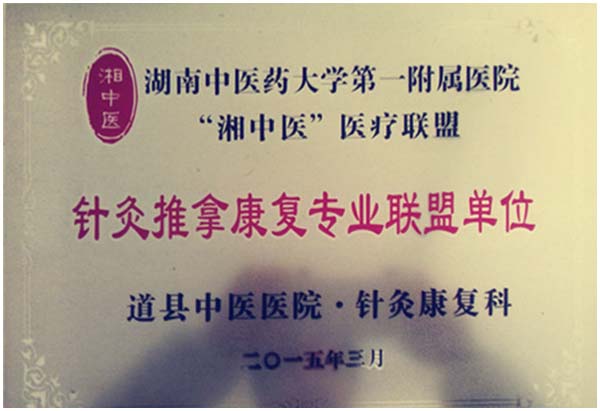 湘中医
湖南中医药大学第一附属医院
“湘中医”医疗联盟
针灸推拿康复专业联盟单位
道县中医医院·针灸康复科
二〇一五年三月